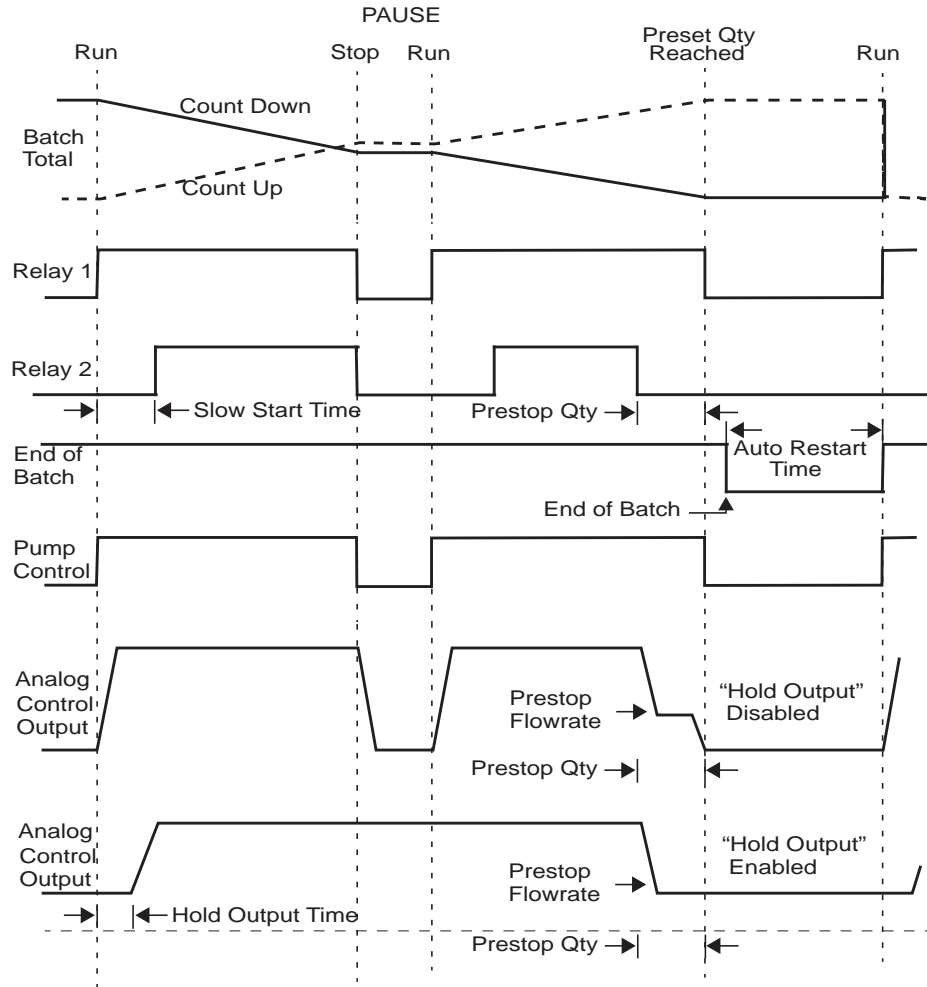 PAUSE
Run
Stop
Run
Preset Qty
Reached
Run
Count Down
Batch
Total
Count Up
Relay 1
Relay 2
Slow Start Time
Prestop Qty
End of
Batch
Auto Restart
Time
End of Batch
Pump
Control
Analog
Control
Output
Prestop
Flowrate
“Hold Output”
Disabled
Prestop Qty
Analog
Control
Output
Prestop
Flowrate
“Hold Output”
Enabled
Hold Output Time
Prestop Qty